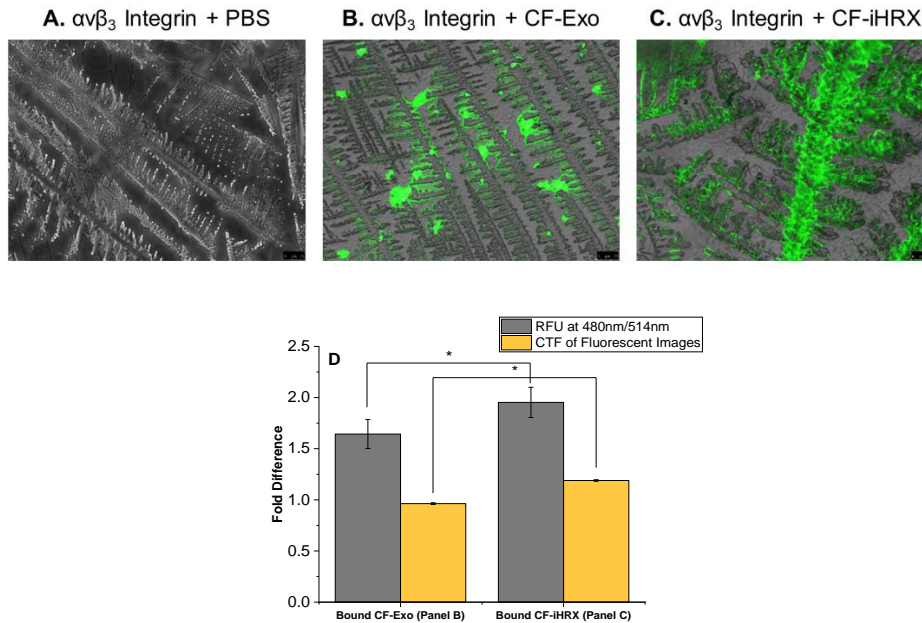 A. αvβ₃ Integrin + PBS
B. αvβ₃ Integrin + CF-Exo
C. αvβ₃ Integrin + CF-iHRX
RFU at 480nm/514nm
CTF of Fluorescent Images
D
*
*
2.5
2.0
1.5
1.0
0.5
0.0
Fold Difference
Bound CF-Exo (Panel B)
Bound CF-iHRX (Panel C)